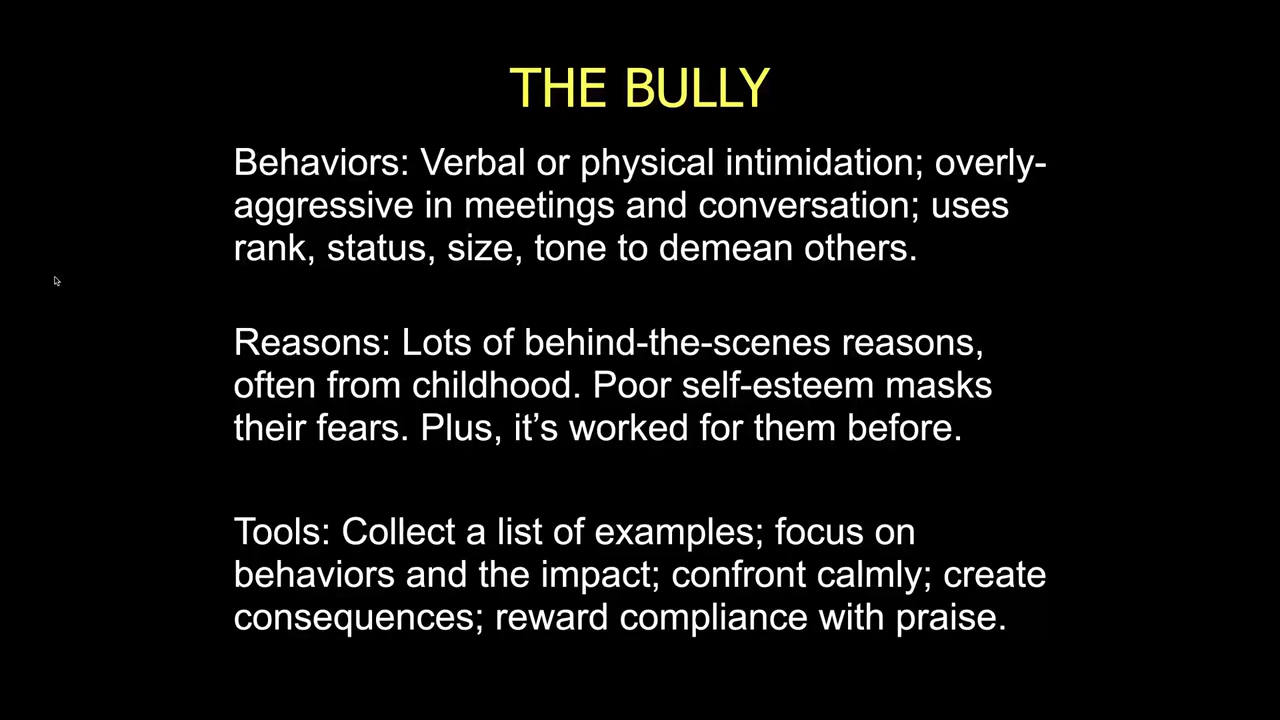 THE BULLY
Behaviors: Verbal or physical intimidation; overly-
aggressive in meetings and conversation; uses
rank, status, size, tone to demean others.
Reasons: Lots of behind-the-scenes reasons,
often from childhood. Poor self-esteem masks
their fears. Plus, it’s worked for them before.
Tools: Collect a list of examples; focus on
behaviors and the impact; confront calmly; create
consequences; reward compliance with praise.